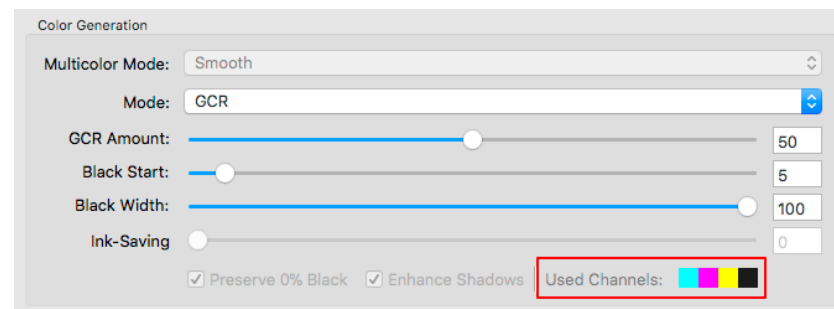 Color Generation
Multicolor Mode: Smooth
Mode: GCR
GCR Amount: 50
Black Start: 5
Black Width: 100
Ink-Saving 0
Preserve 0% Black Enhance Shadows Used Channels: